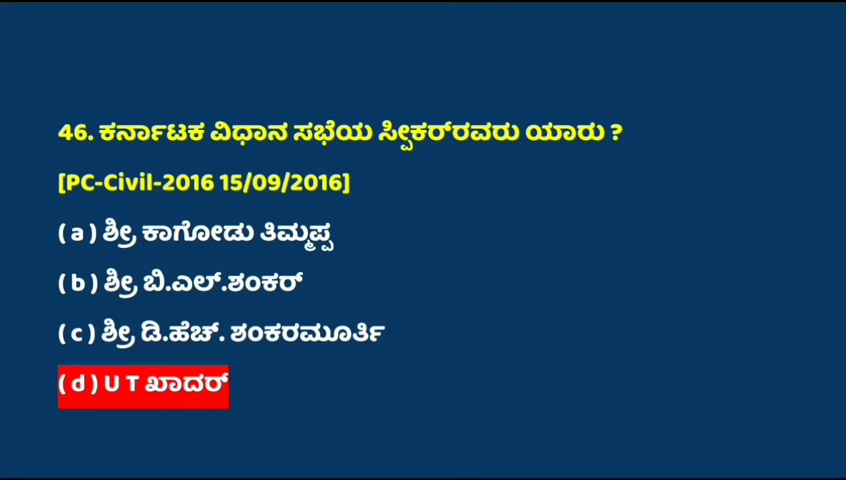 46. ಕರ್ನಾಟಕ ವಿಧಾನ ಸಭೆಯ ಸ್ಪೀಕರ್‌ರವರು ಯಾರು ?
[PC-Civil-2016 15/09/2016]
( a ) ಶ್ರೀ ಕಾಗೋಡು ತಿಮ್ಮಪ್ಪ
( b ) ಶ್ರೀ ಬಿ.ಎಲ್.ಶಂಕರ್
( c ) ಶ್ರೀ ಡಿ.ಹೆಚ್. ಶಂಕರಮೂರ್ತಿ
( d ) U T ಖಾದರ್